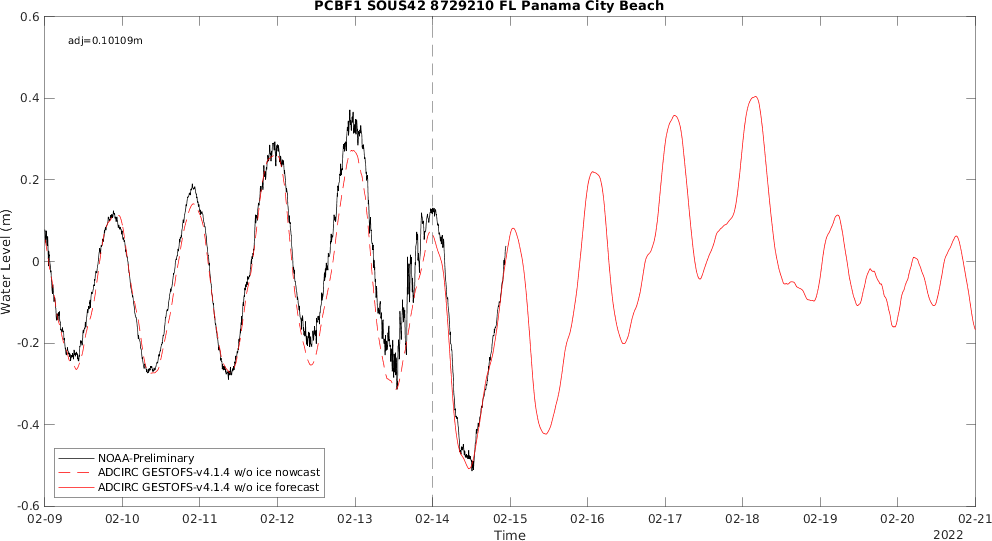 PCBF1 SOUS42 8729210 FL Panama City Beach
adj=0.10109m
0.6
0.4
0.2
0
-0.2
-0.4
-0.6
Water Level (m)
NOAA-Preliminary
ADCIRC GESTOFS-v4.1.4 w/o ice nowcast
ADCIRC GESTOFS-v4.1.4 w/o ice forecast
02-09 02-10 02-11 02-12 02-13 02-14 02-15 02-16 02-17 02-18 02-19 02-20 02-21
Time
2022